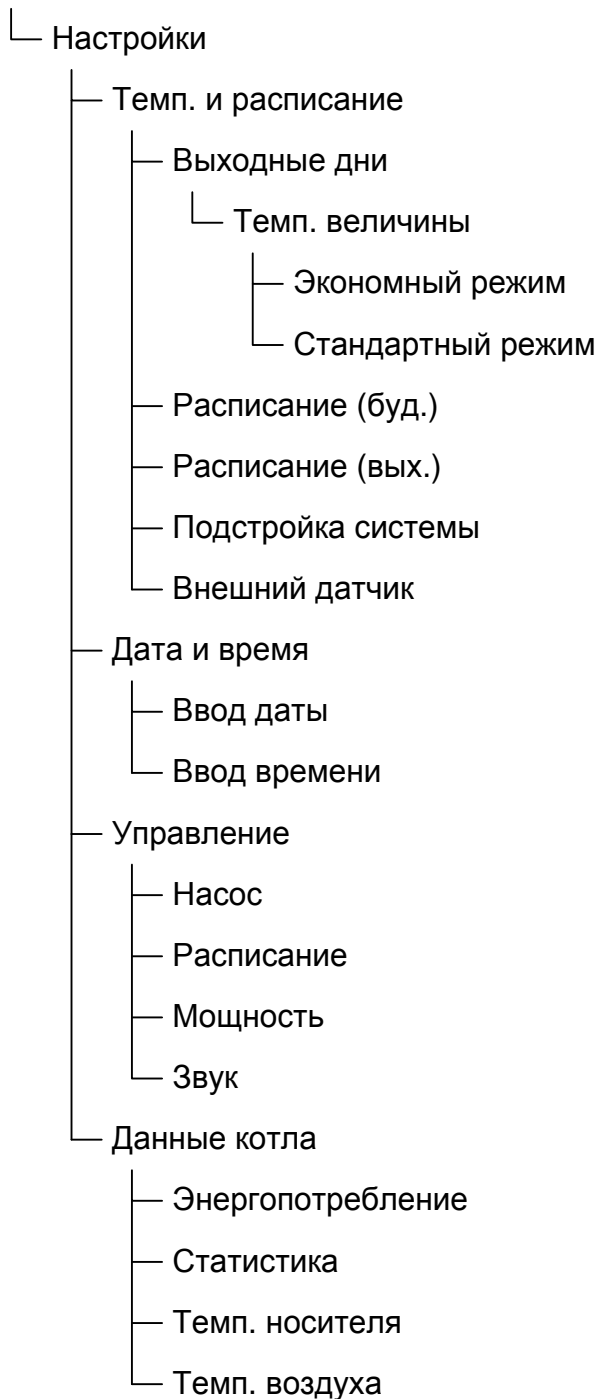 Настройки
Темп. и расписание
Выходные дни
Темп. величины
Экономный режим
Стандартный режим
Расписание (буд.)
Расписание (вых.)
Подстройка системы
Внешний датчик
Дата и время
Ввод даты
Ввод времени
Управление
Насос
Расписание
Мощность
Звук
Данные котла
Энергопотребление
Статистика
Темп. носителя
Темп. воздуха